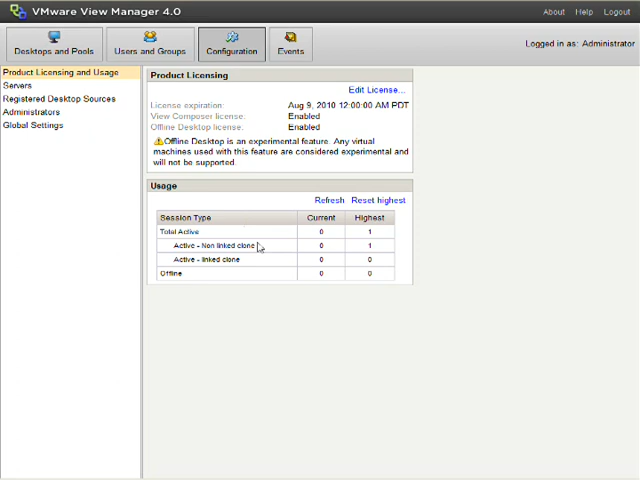 VMware View Manager 4.0
About Help Logout
Desktops and Pools
Users and Groups
Configuration
Events
Logged in as: Administrator
Product Licensing and Usage
Servers
Registered Desktop Sources
Administrators
Global Settings
Product Licensing
Edit License...
License expiration: Aug 9, 2010 12:00:00 AM PDT
View Composer license: Enabled
Offline Desktop license: Enabled
Offline Desktop is an experimental feature. Any virtual
machines used with this feature are considered experimental and
will not be supported.
Usage
Refresh Reset highest
Session Type Current Highest
Total Active 0 1
Active - Non linked clone 0 1
Active - linked clone 0 0
Offline 0 0